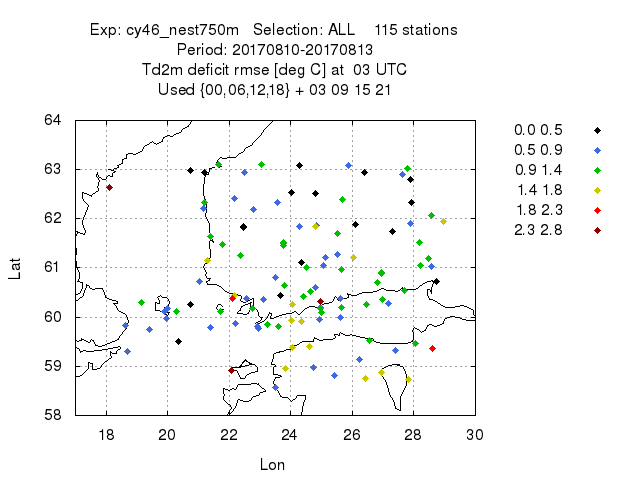 Exp: cy46_nest750m   Selection: ALL    115 stations
Period: 20170810-20170813
Td2m deficit rmse [deg C] at  03 UTC
Used {00,06,12,18} + 03 09 15 21
64
63
62
61
60
59
58
Lat
18 20 22 24 26 28 30
Lon
0.0 0.5
0.5 0.9
0.9 1.4
1.4 1.8
1.8 2.3
2.3 2.8